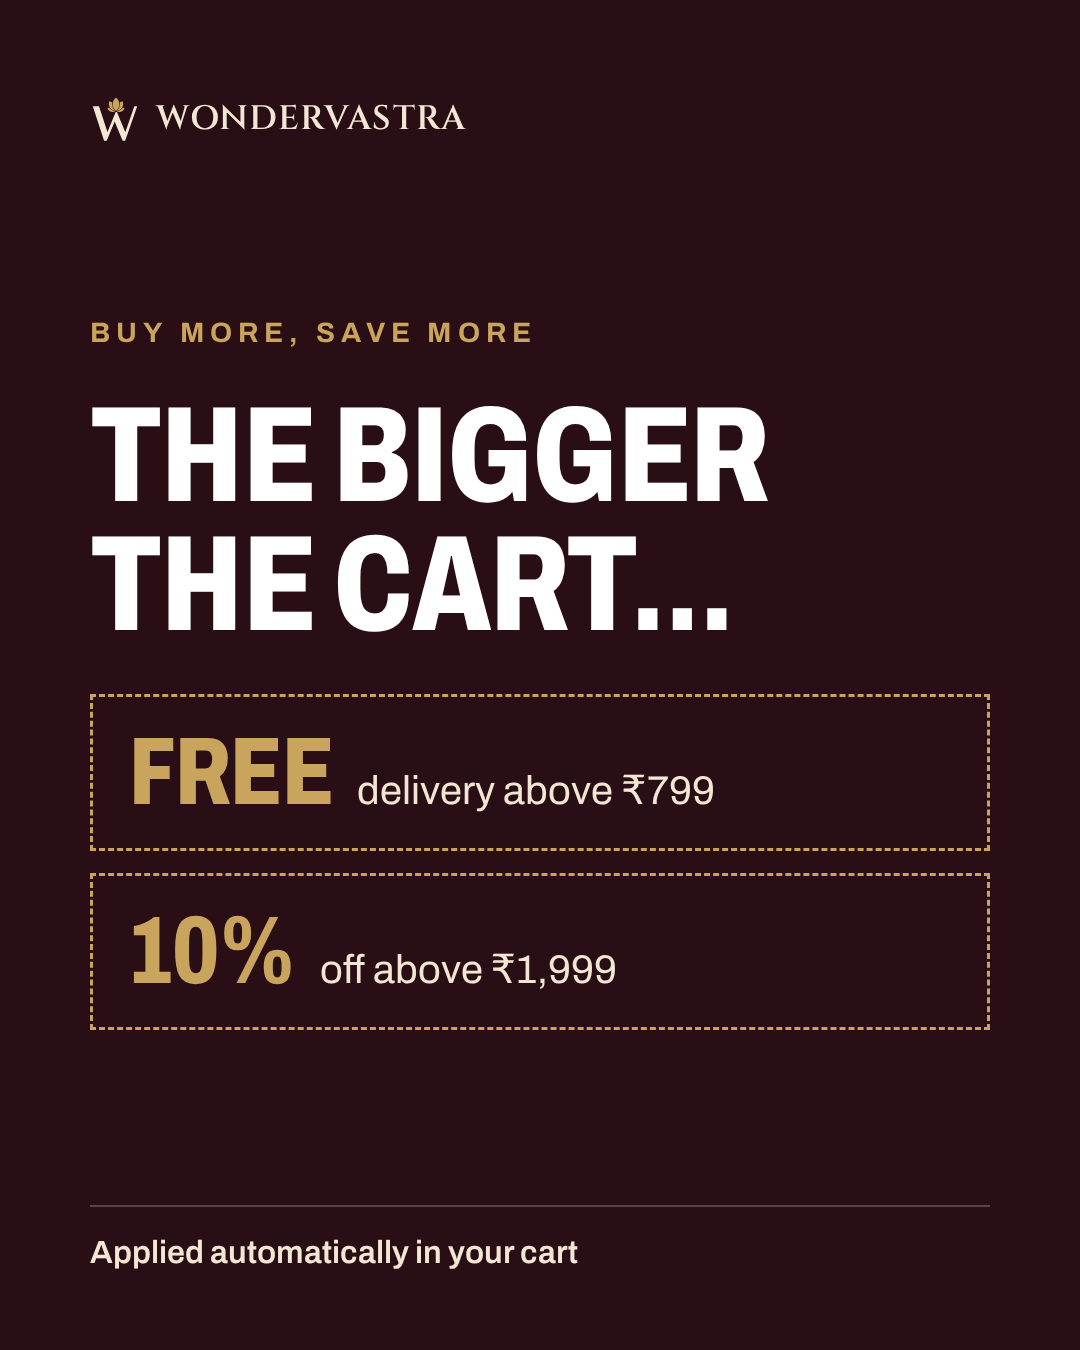 WONDERVASTRA
BUY MORE, SAVE MORE
THE BIGGER
THE CART...
FREE delivery above ₹799
10% off above ₹1,999
Applied automatically in your cart